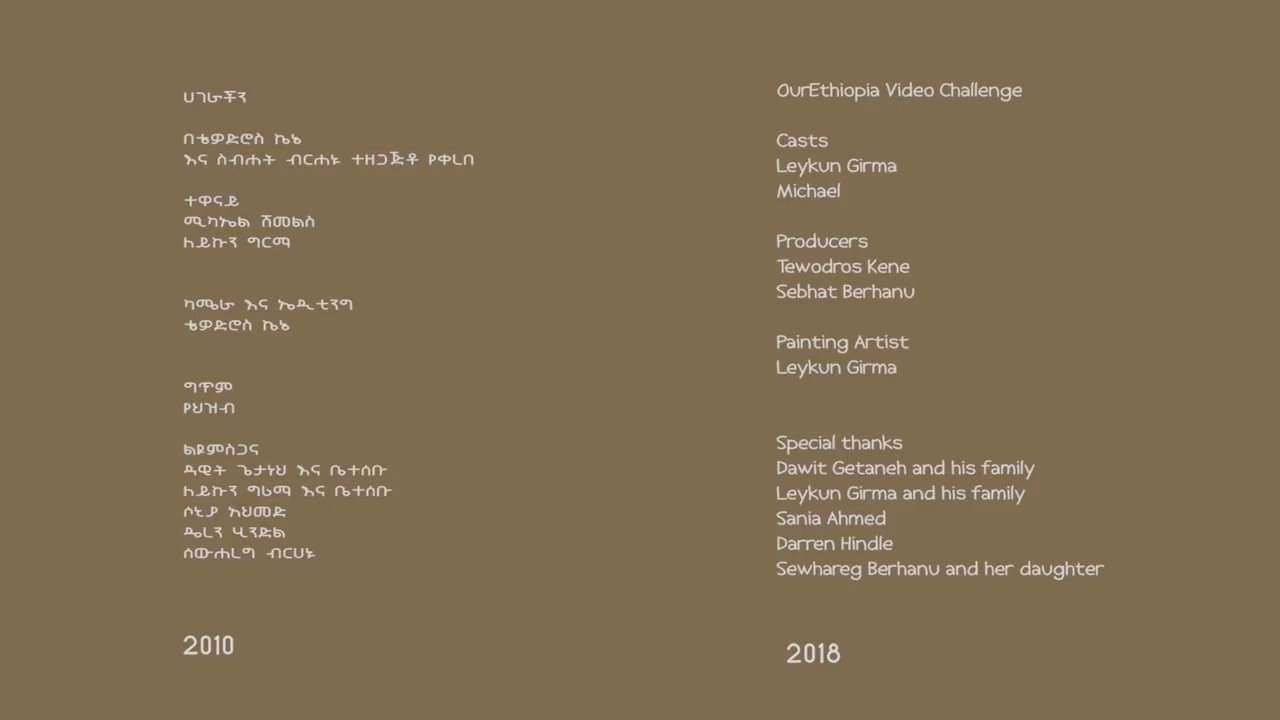 ሀገራችን
በቴዎድሮስ ኬኔ
እና ስብሐት ብርሐኑ ተዘጋጅቶ የቀረበ
ተዋናይ
ሚካኤል ሽመልስ
ለይኩን ግርማ
ካሜራ እና ኤዲቲንግ
ቴዎድሮስ ኬኔ
ግጥም
የህዝብ
ልዩምስጋና
ዳዊት ጌታነህ እና ቤተሰቡ
ለይኩን ግሪማ እና ቤተሰቡ
ሶኒያ አህመድ
ዴረን ሂንድል
ሰውሐረግ ብርሀኑ
2010
OurEthiopia Video Challenge
Casts
Leykun Girma
Michael
Producers
Tewodros Kene
Sebhat Berhanu
Painting Artist
Leykun Girma
Special thanks
Dawit Getaneh and his family
Leykun Girma and his family
Sania Ahmed
Darren Hindle
Sewhareg Berhanu and her daughter
2018